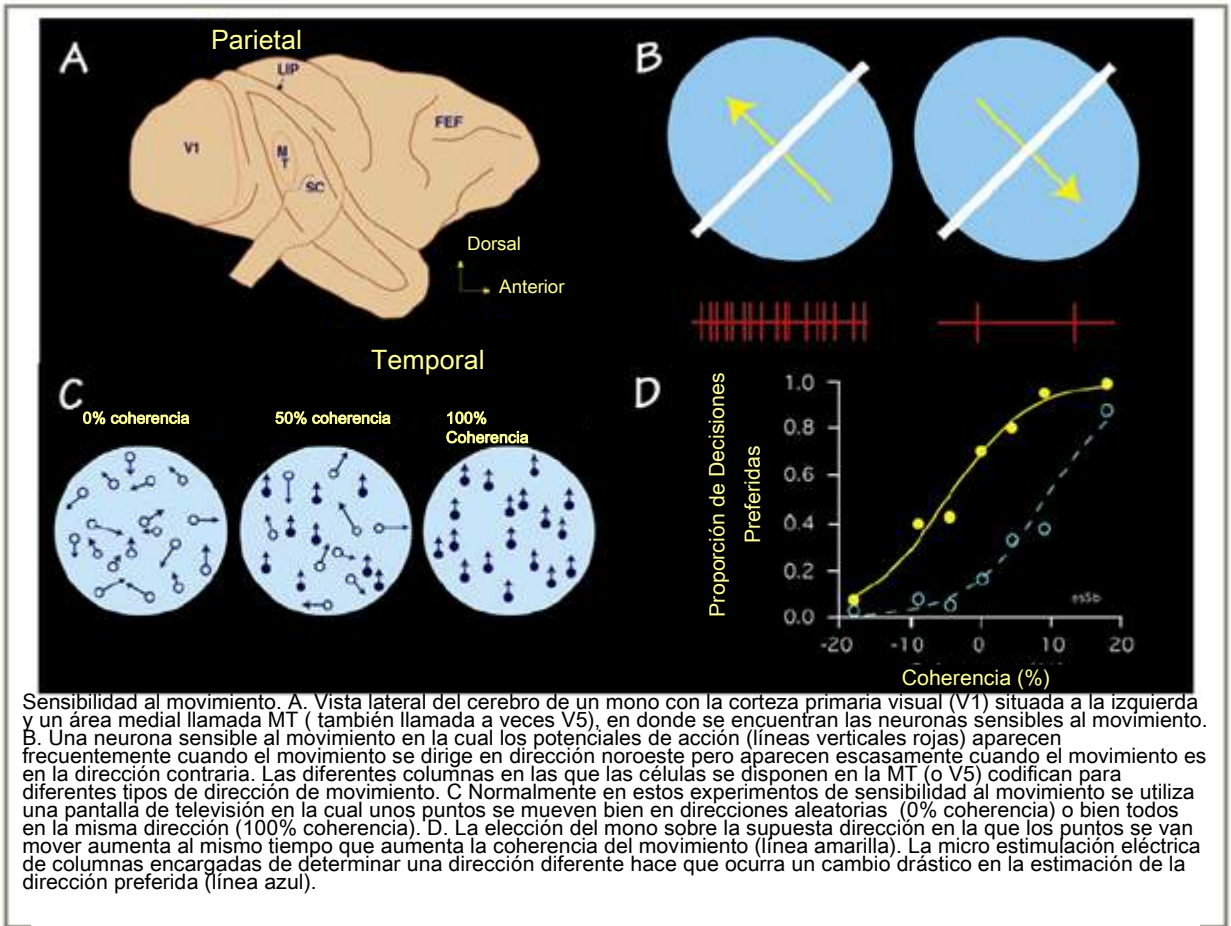 A
Parietal
LIP
V1
M
T
SC
FEF
Dorsal
Anterior
Temporal
B
C
0% coherencia
50% coherencia
100%
Coherencia
D
Proporción de Decisiones
Preferidas
1.0
0.8
0.6
0.4
0.2
0.0
-20
-10
0
10
20
Coherencia (%)
Sensibilidad al movimiento. A. Vista lateral del cerebro de un mono con la corteza primaria visual (V1) situada a la izquierda
y un área medial llamada MT ( también llamada a veces V5), en donde se encuentran las neuronas sensibles al movimiento.
B. Una neurona sensible al movimiento en la cual los potenciales de acción (líneas verticales rojas) aparecen
frecuentemente cuando el movimiento se dirige en dirección noroeste pero aparecen escasamente cuando el movimiento es
en la dirección contraria. Las diferentes columnas en las que las células se disponen en la MT (o V5) codifican para
diferentes tipos de dirección de movimiento. C Normalmente en estos experimentos de sensibilidad al movimiento se utiliza
una pantalla de televisión en la cual unos puntos se mueven bien en direcciones aleatorias (0% coherencia) o bien todos
en la misma dirección (100% coherencia). D. La elección del mono sobre la supuesta dirección en la que los puntos se van
mover aumenta al mismo tiempo que aumenta la coherencia del movimiento (línea amarilla). La micro estimulación eléctrica
de columnas encargadas de determinar una dirección diferente hace que ocurra un cambio drástico en la estimación de la
dirección preferida (línea azul).